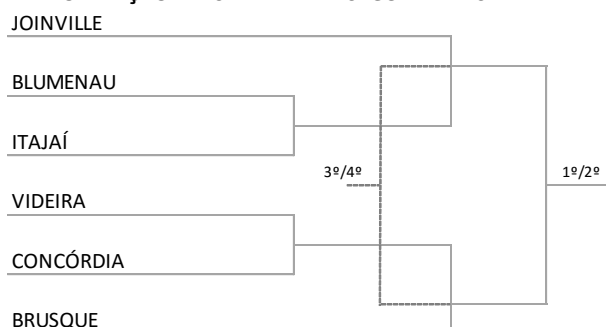 JOINVILLE
BLUMENAU
ITAJAÍ
3º/4º
1º/2º
VIDEIRA
CONCÓRDIA
BRUSQUE